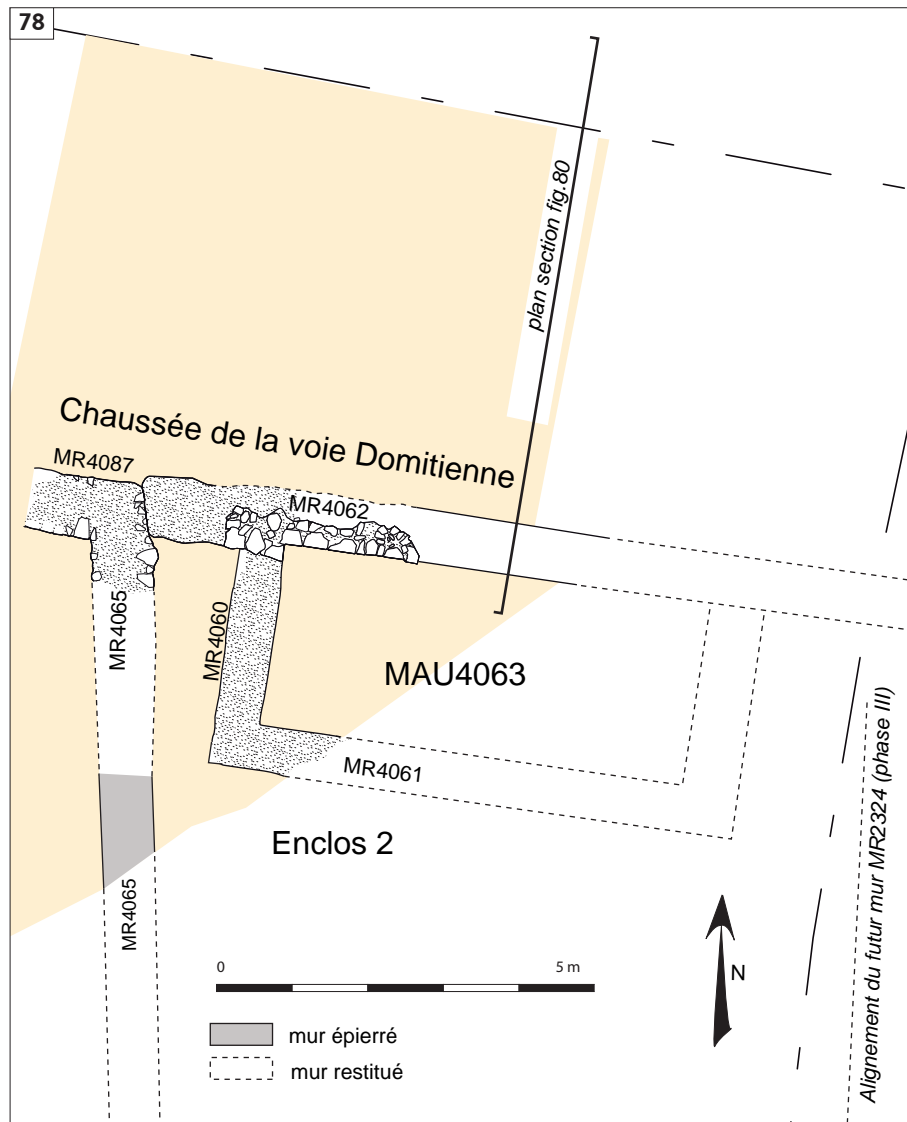 78
plan section fig.80
Chaussée de la voie Domitienne
MR4087
MR4062
MR4065
MR4060
MAU4063
MR4061
Enclos 2
MR4065
Alignement du futur mur MR2324 (phase III)
0 5 m
N
mur épierré
mur restitué